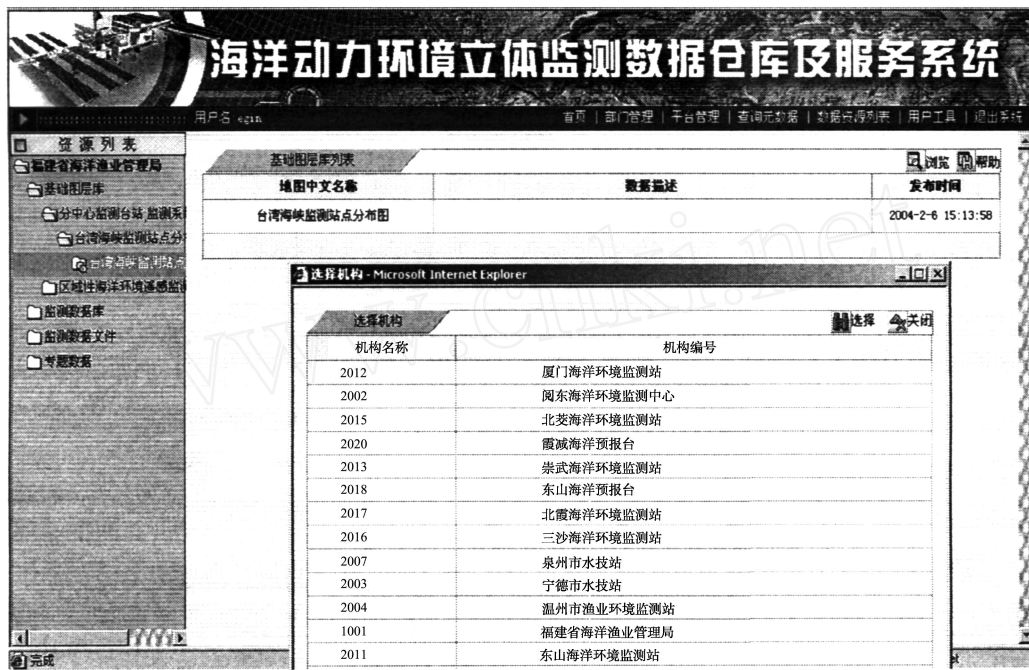 海洋动力环境立体监测数据仓库及服务系统
用户名 egin
首页 | 部门管理 | 平台管理 | 查询元数据 | 数据资源列表 | 用户工具 | 退出系统
资源列表
福建省海洋渔业管理局
基础图层库
分中心监测台站,监测系
台湾海峡监测站点分
台湾海峡监测站点
区域性海洋环境遥感监测
监测数据库
监测数据文件
专题数据
基础图层库列表
浏览 帮助
地图中文名称 数据描述 发布时间
台湾海峡监测站点分布图 2004-2-6 15:13:58
选择机构 - Microsoft Internet Explorer
选择机构
选择 关闭
机构名称 机构编号
2012 厦门海洋环境监测站
2002 阅东海洋环境监测中心
2015 北茭海洋环境监测站
2020 霞减海洋预报台
2013 崇武海洋环境监测站
2018 东山海洋预报台
2017 北霞海洋环境监测站
2016 三沙海洋环境监测站
2007 泉州市水技站
2003 宁德市水技站
2004 温州市渔业环境监测站
1001 福建省海洋渔业管理局
2011 东山海洋环境监测站
完成
www.cnki.net